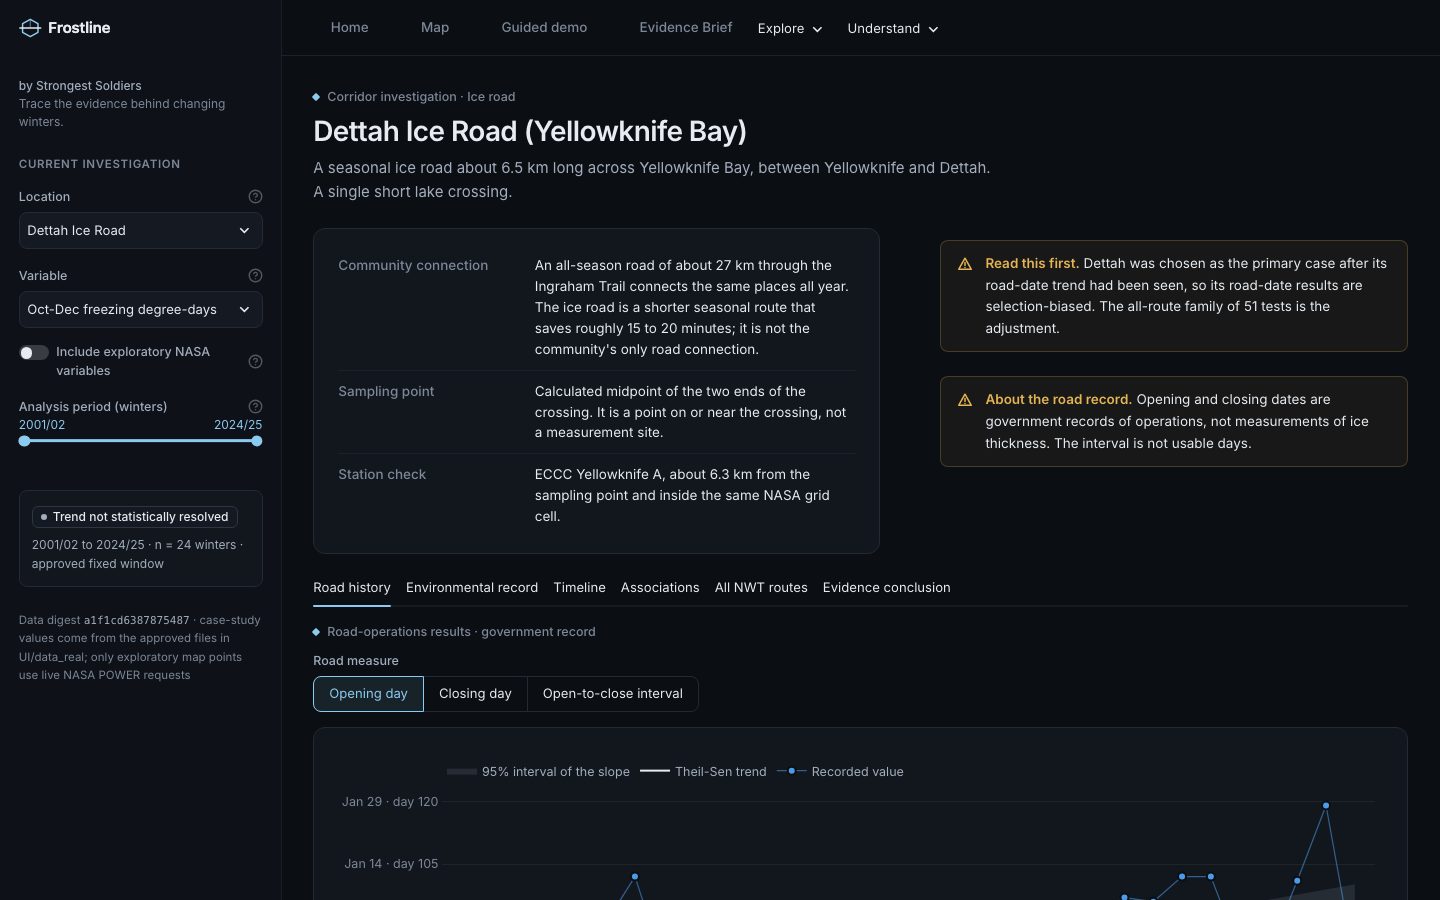 Frostline
Home
Map
Guided demo
Evidence Brief
Explore
Understand
by Strongest Soldiers
Trace the evidence behind changing
winters.
CURRENT INVESTIGATION
Location
?
Dettah Ice Road
Variable
?
Oct-Dec freezing degree-days
Include exploratory NASA
variables
?
Analysis period (winters)
?
2001/02
2024/25
Trend not statistically resolved
2001/02 to 2024/25 · n = 24 winters ·
approved fixed window
Data digest a1f1cd6387875487 · case-study
values come from the approved files in
UI/data_real; only exploratory map points
use live NASA POWER requests
Corridor investigation · Ice road
Dettah Ice Road (Yellowknife Bay)
A seasonal ice road about 6.5 km long across Yellowknife Bay, between Yellowknife and Dettah.
A single short lake crossing.
Community connection
An all-season road of about 27 km through the
Ingraham Trail connects the same places all year.
The ice road is a shorter seasonal route that
saves roughly 15 to 20 minutes; it is not the
community's only road connection.
Sampling point
Calculated midpoint of the two ends of the
crossing. It is a point on or near the crossing, not
a measurement site.
Station check
ECCC Yellowknife A, about 6.3 km from the
sampling point and inside the same NASA grid
cell.
Read this first. Dettah was chosen as the primary case after its
road-date trend had been seen, so its road-date results are
selection-biased. The all-route family of 51 tests is the
adjustment.
About the road record. Opening and closing dates are
government records of operations, not measurements of ice
thickness. The interval is not usable days.
Road history
Environmental record
Timeline
Associations
All NWT routes
Evidence conclusion
Road-operations results · government record
Road measure
Opening day
Closing day
Open-to-close interval
95% interval of the slope
Theil-Sen trend
Recorded value
Jan 29 · day 120
Jan 14 · day 105